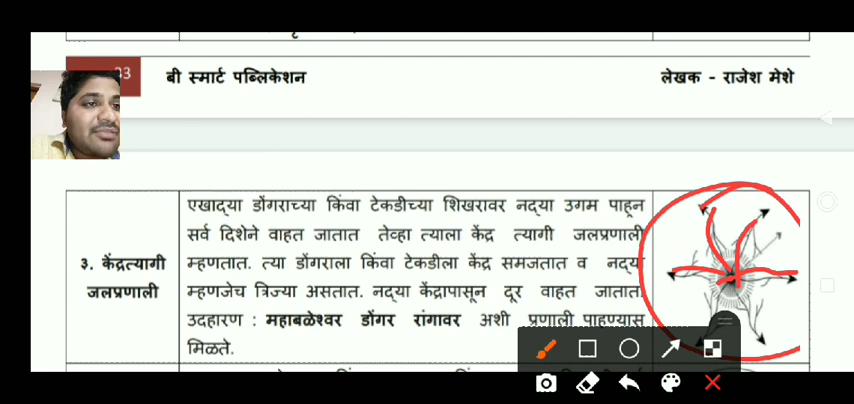 33 बी स्मार्ट पब्लिकेशन लेखक - राजेश मेशे
एखाद्या डोंगराच्या किंवा टेकडीच्या शिखरावर नद्या उगम पाहून
सर्व दिशेने वाहत जातात तेव्हा त्याला केंद्र त्यागी जलप्रणाली
३. केंद्रत्यागी म्हणतात. त्या डोंगराला किंवा टेकडीला केंद्र समजतात व नद्या
जलप्रणाली म्हणजेच त्रिज्या असतात. नद्या केंद्रापासून दूर वाहत जातात.
उदाहरण : महाबळेश्वर डोंगर रांगावर अशी प्रणाली पाहण्यास
मिळते.